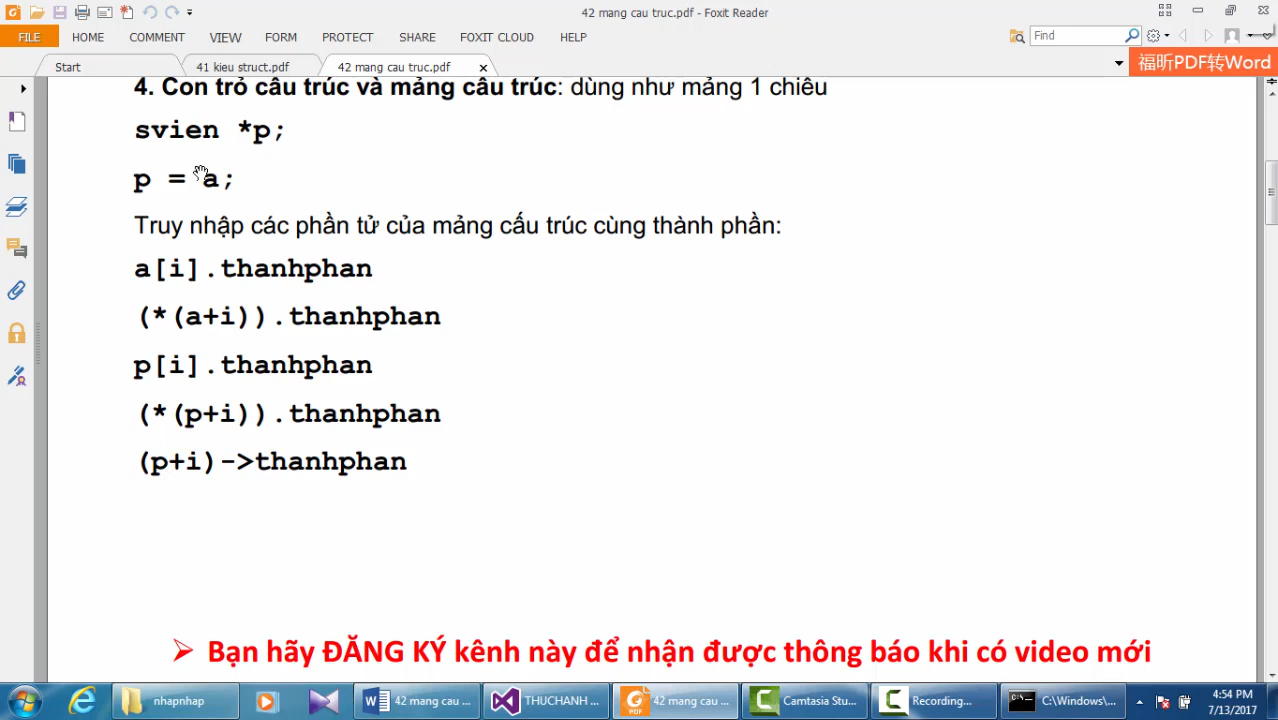 42 mang cau truc.pdf - Foxit Reader
FILE HOME COMMENT VIEW FORM PROTECT SHARE FOXIT CLOUD HELP Find
Start 41 kieu struct.pdf 42 mang cau truc.pdf 福昕PDF转Word
4. Con trỏ câu trúc và mảng câu trúc: dùng như mảng 1 chiêu
svien *p;
p = a;
Truy nhập các phần tử của mảng cấu trúc cùng thành phần:
a[i].thanhphan
(*(a+i)).thanhphan
p[i].thanhphan
(*(p+i)).thanhphan
(p+i)->thanhphan
Bạn hãy ĐĂNG KÝ kênh này để nhận được thông báo khi có video mới
nhapnhap 42 mang cau ... THUCHANH ... 42 mang cau ... Camtasia Stu... Recording... C:\Windows\... 4:54 PM
7/13/2017